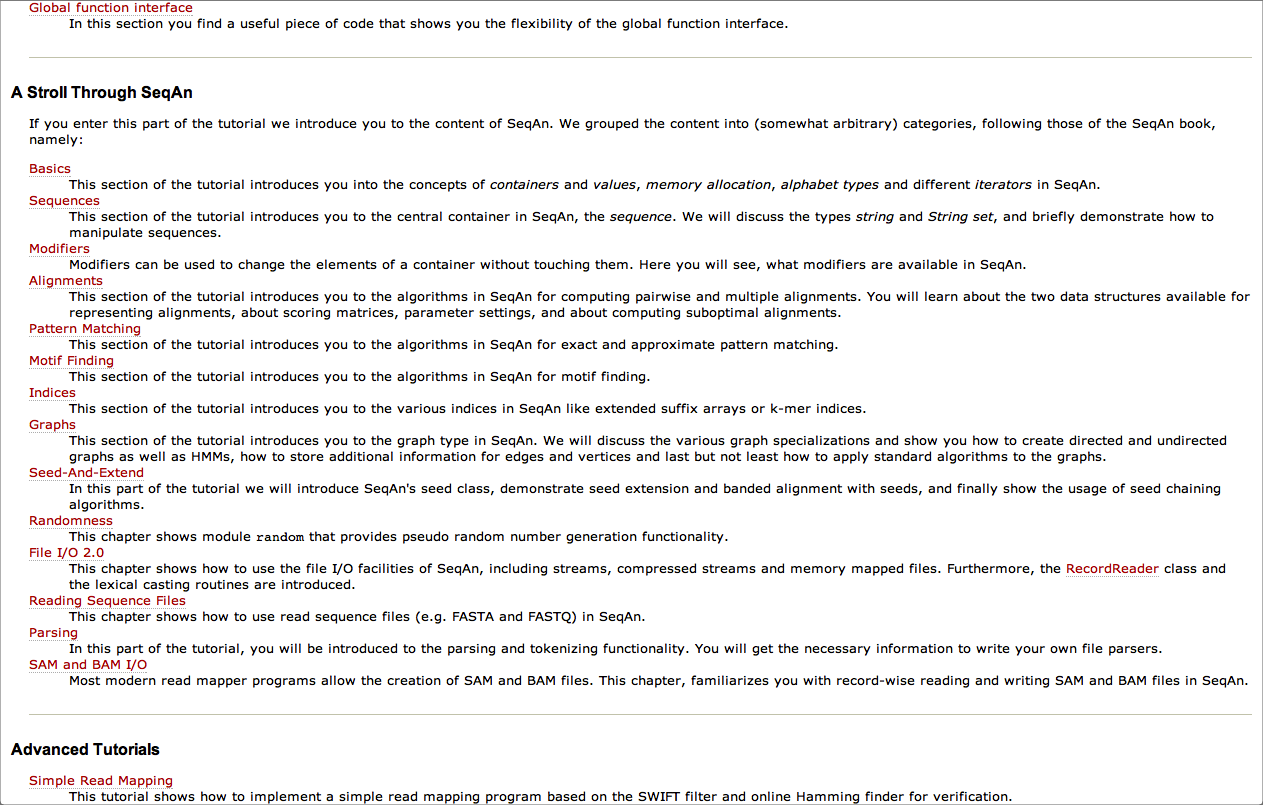 Global function interface
In this section you find a useful piece of code that shows you the flexibility of the global function interface.
A Stroll Through SeqAn
If you enter this part of the tutorial we introduce you to the content of SeqAn. We grouped the content into (somewhat arbitrary) categories, following those of the SeqAn book,
namely:
Basics
This section of the tutorial introduces you into the concepts of containers and values, memory allocation, alphabet types and different iterators in SeqAn.
Sequences
This section of the tutorial introduces you to the central container in SeqAn, the sequence. We will discuss the types string and String set, and briefly demonstrate how to
manipulate sequences.
Modifiers
Modifiers can be used to change the elements of a container without touching them. Here you will see, what modifiers are available in SeqAn.
Alignments
This section of the tutorial introduces you to the algorithms in SeqAn for computing pairwise and multiple alignments. You will learn about the two data structures available for
representing alignments, about scoring matrices, parameter settings, and about computing suboptimal alignments.
Pattern Matching
This section of the tutorial introduces you to the algorithms in SeqAn for exact and approximate pattern matching.
Motif Finding
This section of the tutorial introduces you to the algorithms in SeqAn for motif finding.
Indices
This section of the tutorial introduces you to the various indices in SeqAn like extended suffix arrays or k-mer indices.
Graphs
This section of the tutorial introduces you to the graph type in SeqAn. We will discuss the various graph specializations and show you how to create directed and undirected
graphs as well as HMMs, how to store additional information for edges and vertices and last but not least how to apply standard algorithms to the graphs.
Seed-And-Extend
In this part of the tutorial we will introduce SeqAn's seed class, demonstrate seed extension and banded alignment with seeds, and finally show the usage of seed chaining
algorithms.
Randomness
This chapter shows module random that provides pseudo random number generation functionality.
File I/O 2.0
This chapter shows how to use the file I/O facilities of SeqAn, including streams, compressed streams and memory mapped files. Furthermore, the RecordReader class and
the lexical casting routines are introduced.
Reading Sequence Files
This chapter shows how to use read sequence files (e.g. FASTA and FASTQ) in SeqAn.
Parsing
In this part of the tutorial, you will be introduced to the parsing and tokenizing functionality. You will get the necessary information to write your own file parsers.
SAM and BAM I/O
Most modern read mapper programs allow the creation of SAM and BAM files. This chapter, familiarizes you with record-wise reading and writing SAM and BAM files in SeqAn.
Advanced Tutorials
Simple Read Mapping
This tutorial shows how to implement a simple read mapping program based on the SWIFT filter and online Hamming finder for verification.